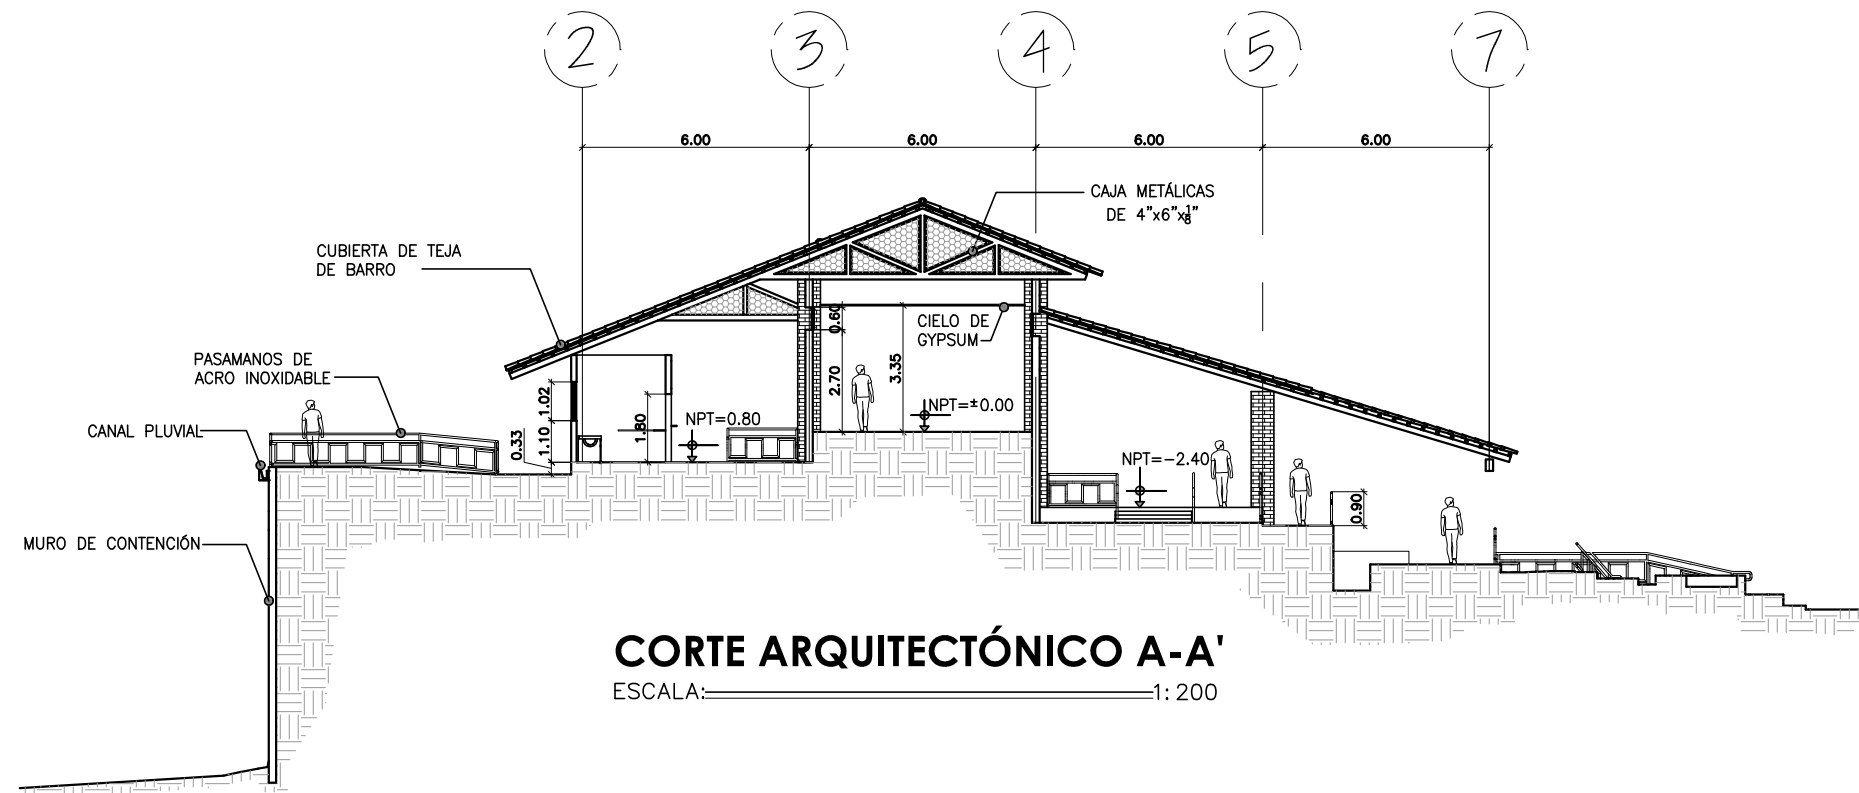 2 3 4 5 7
6.00 6.00 6.00 6.00
CAJA METÁLICAS
DE 4"x6"x1/8"
CUBIERTA DE TEJA
DE BARRO
CIELO DE
GYPSUM
PASAMANOS DE
ACRO INOXIDABLE
CANAL PLUVIAL
MURO DE CONTENCIÓN
0.33
1.10
1.02
1.80
NPT=0.80
0.60
2.70
3.35
NPT=±0.00
NPT=-2.40
0.90
CORTE ARQUITECTÓNICO A-A'
ESCALA: 1:200